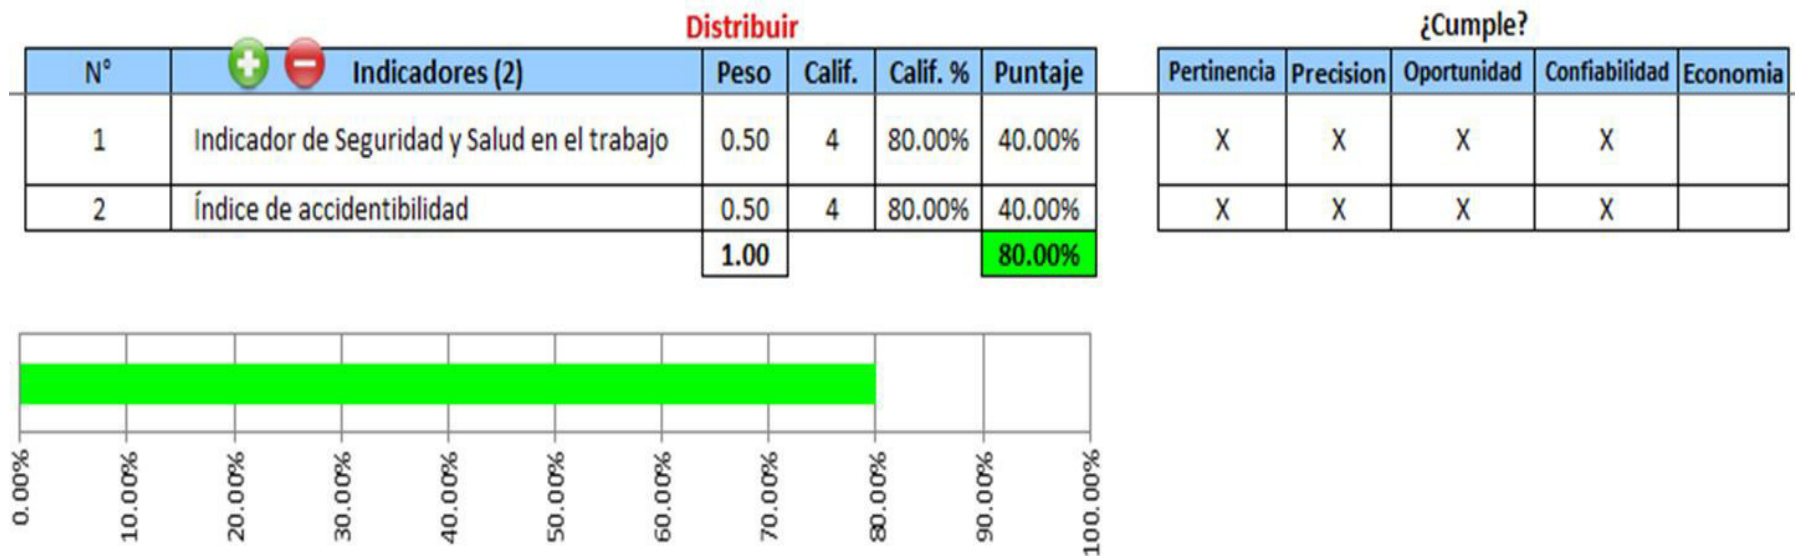 Distribuir ¿Cumple?
N° Indicadores (2) Peso Calif. Calif. % Puntaje Pertinencia Precision Oportunidad Confiabilidad Economia
1 Indicador de Seguridad y Salud en el trabajo 0.50 4 80.00% 40.00% X X X X
2 Índice de accidentibilidad 0.50 4 80.00% 40.00% X X X X
1.00 80.00%
0.00% 10.00% 20.00% 30.00% 40.00% 50.00% 60.00% 70.00% 80.00% 90.00% 100.00%